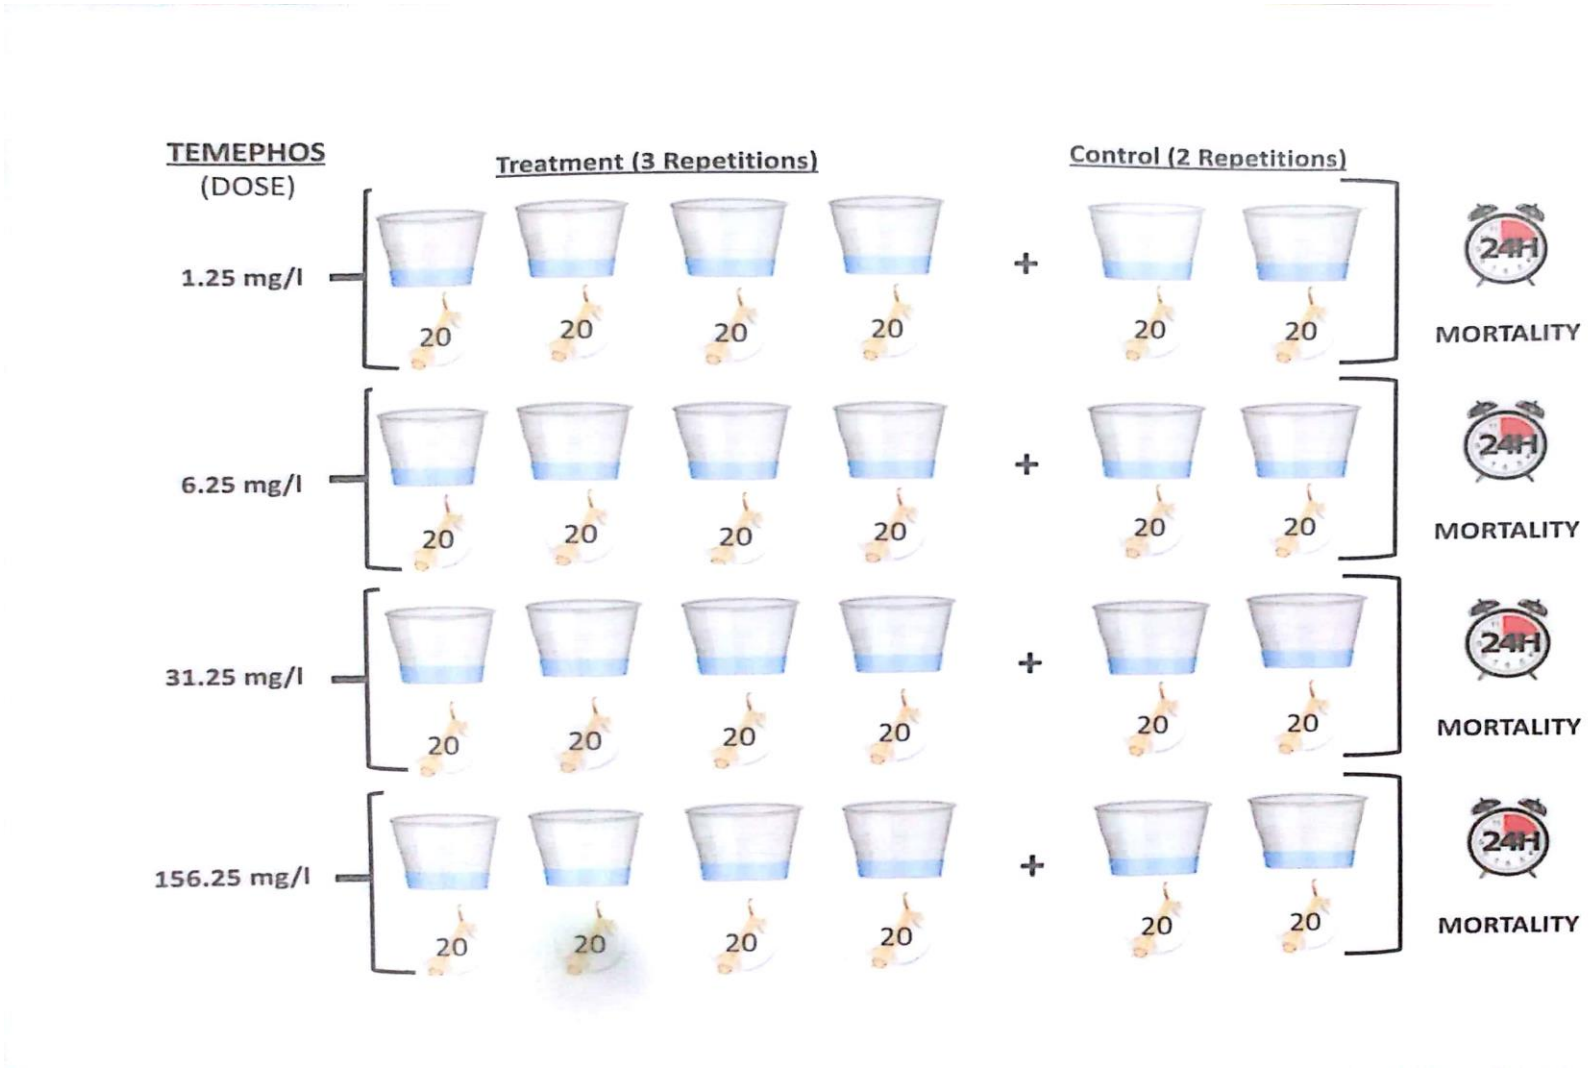 TEMEPHOS
(DOSE)
Treatment (3 Repetitions)
Control (2 Repetitions)
1.25 mg/l
+
24H
20 20 20 20 20 20
MORTALITY
6.25 mg/l
+
24H
20 20 20 20 20 20
MORTALITY
31.25 mg/l
+
24H
20 20 20 20 20 20
MORTALITY
156.25 mg/l
+
24H
20 20 20 20 20 20
MORTALITY